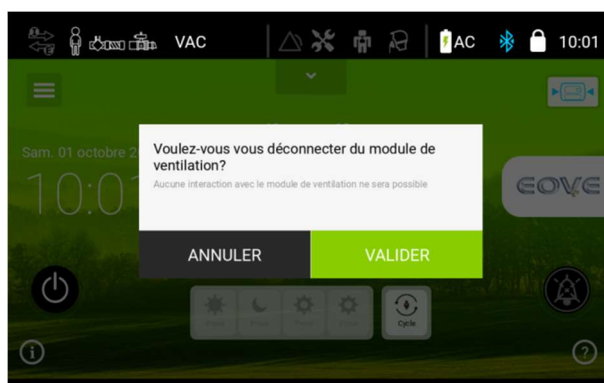 VAC
AC
10:01
Sam. 01 octobre 2
10:01
Voulez-vous vous déconnecter du module de
ventilation?
Aucune interaction avec le module de ventilation ne sera possible
EOVE
ANNULER
VALIDER
Cycle